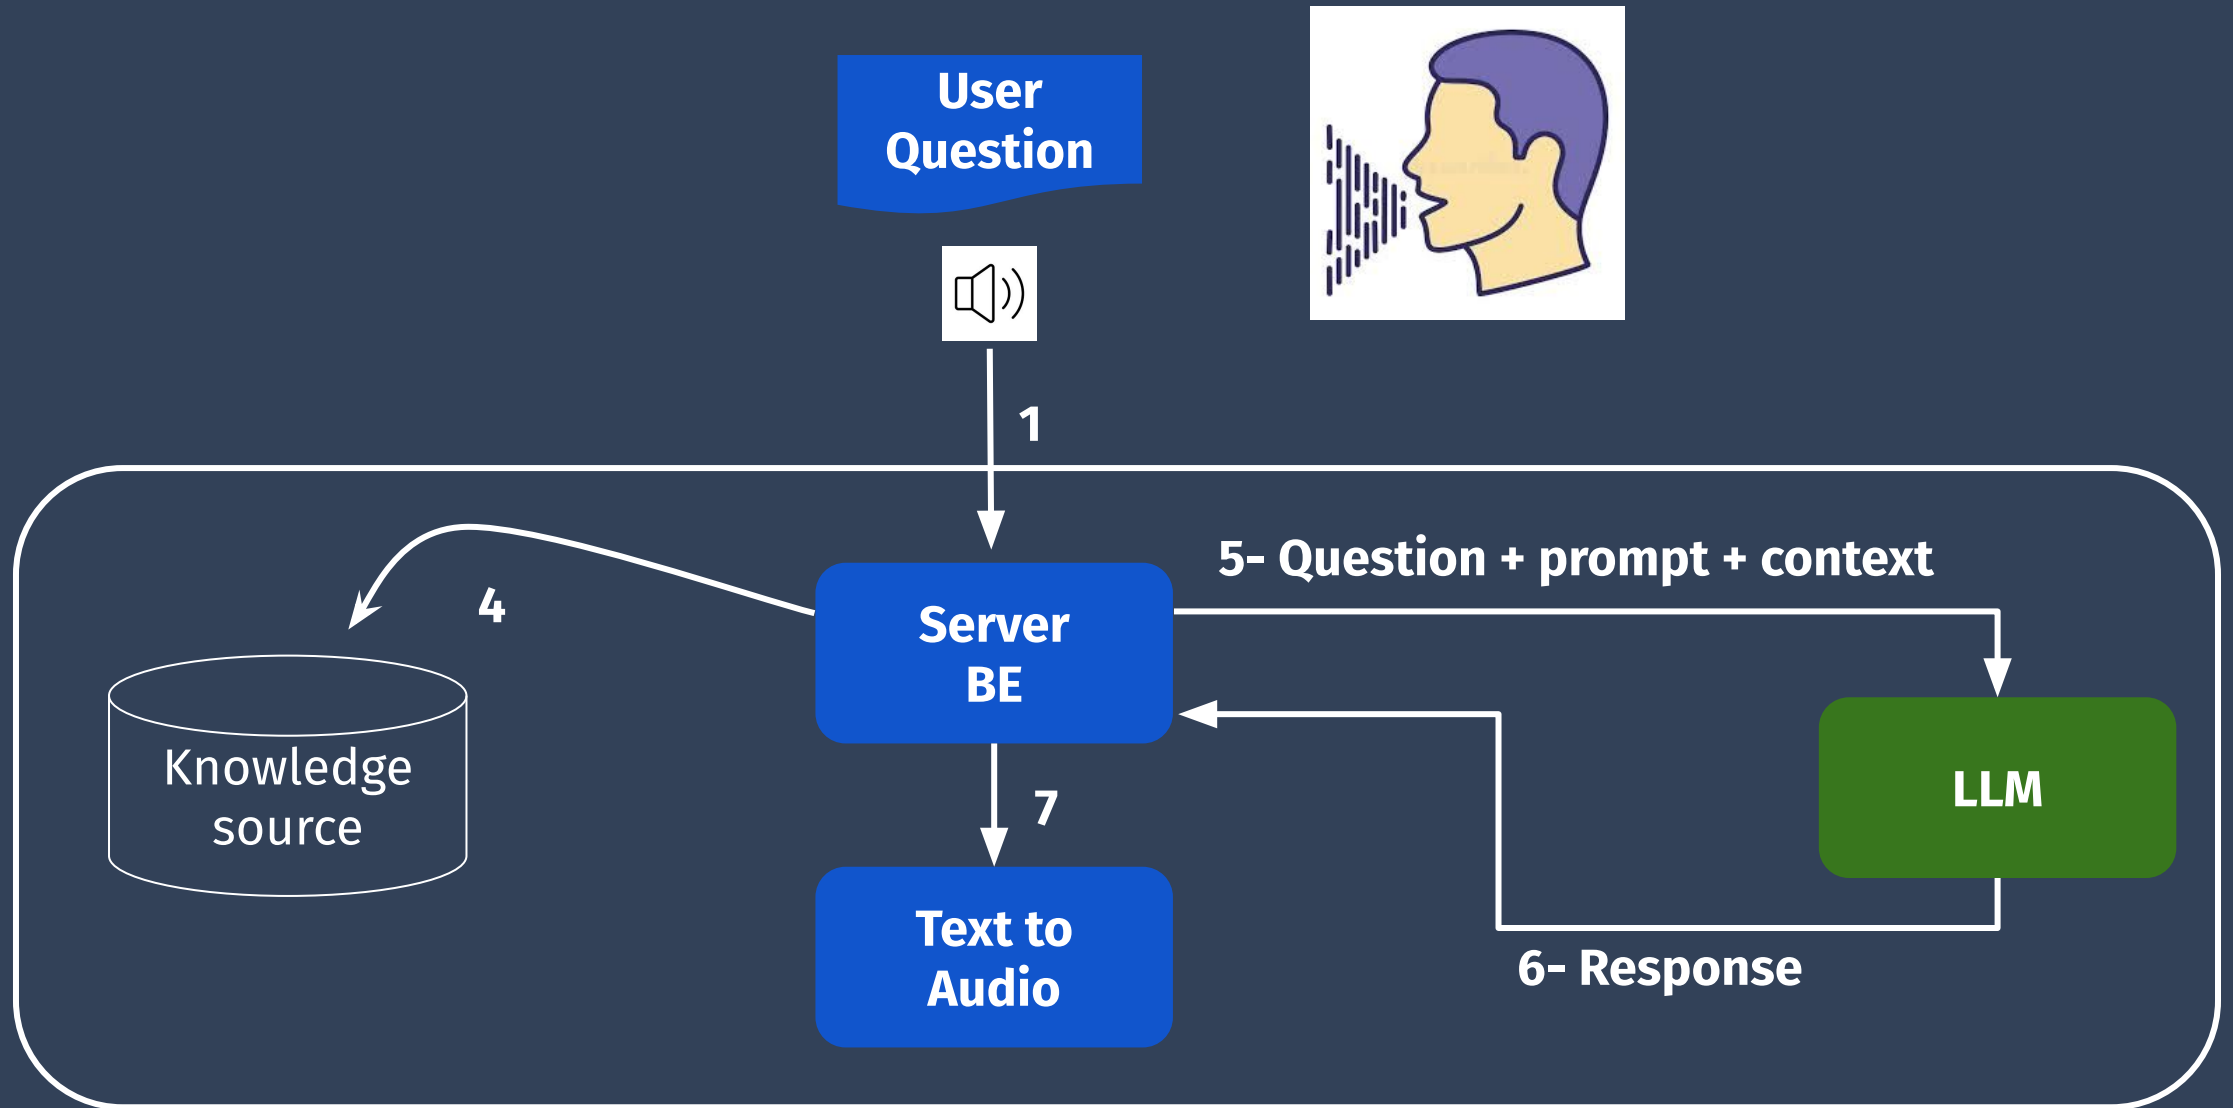 User
Question
1
5- Question + prompt + context
4
Server
BE
Knowledge
source
7
LLM
Text to
Audio
6- Response